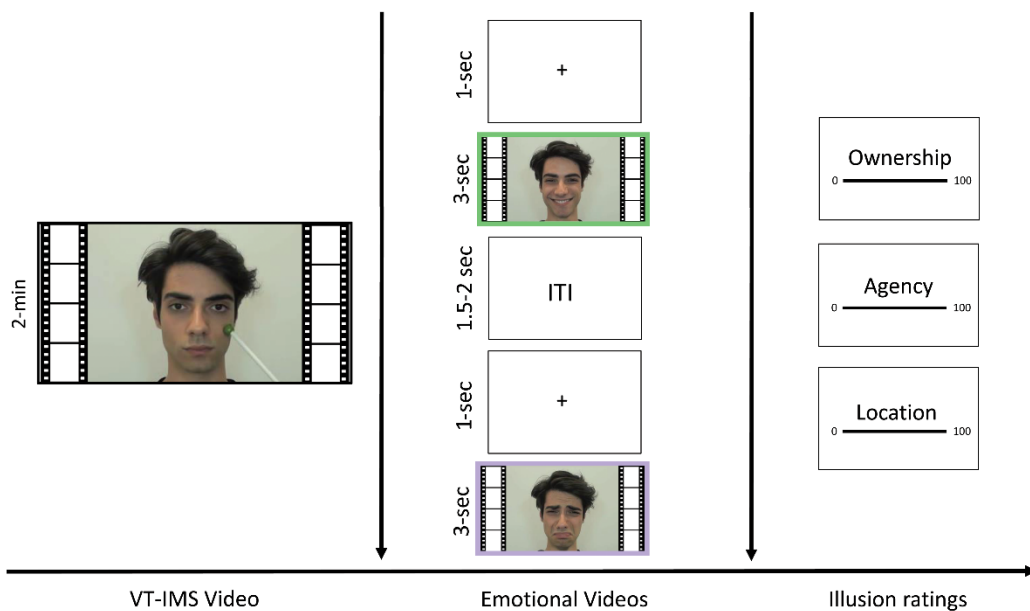 2-min
1-sec
+
3-sec
1.5-2 sec
ITI
1-sec
+
3-sec
Ownership
0 100
Agency
0 100
Location
0 100
VT-IMS Video
Emotional Videos
Illusion ratings